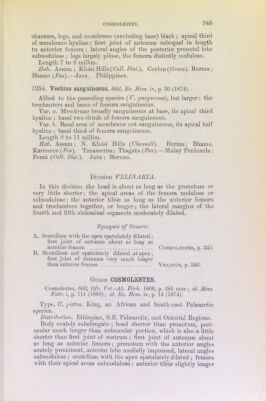 COSMOLESTES. 345
chanters, legs, and membrane (excluding base) black; apical third
of membrane hyaline; first joint of antennæ subequal in length
to anterior femora; lateral angles of the posterior pronotal lobe
subnodulose; legs largely pilose, the femora distinctly nodulose.
Length 7 to 8 millim.
Hab. Assam; Khási Hills (Coll. Dist.). Ceylon (Green). Burma;
Bhamo (Fea).—Java. Philippines.
1254. Vesbius sanguinosus, Stål, En. Hem. iv, p. 36 (1874).
Allied to the preceding species (V. purpureus), but larger; the
trochanters and bases of femora sanguineous.
Var. a. Membrane broadly sanguineous at base, its apical third
hyaline; basal two-thirds of femora sanguineous.
Var. b. Basal area of membrane not sanguineous, its apical half
hyaline; basal third of femora sanguineous.
Length 8 to 11 millim.
Hab. Assam; N. Khási Hills (Chennell). Burma; Bhamo,
Karennee (Fea). Tenasserim; Thagata (Fea).—Malay Peninsula;
Perak (Coll. Dist.). Java; Borneo.
Division VELINARIA.
In this division the head is about as long as the pronotum or
very little shorter; the apical areas of the femora nodulose or
subnodulose; the anterior tibiæ as long as the anterior femora
and trochanters together, or longer; the lateral margins of the
fourth and fifth abdominal segments moderately dilated.
Synopsis of Genera.
A. Scutellum with the apex spatulately dilated;
first joint of antennæ about as long as
anterior femora COSMOLESTES, p. 345.
B. Scutellum not spatulately dilated at apex,
first joint of antennæ very much longer
than anterior femora VELINUS, p. 346.
Genus COSMOLESTES.
Cosmolestes, Stål, Öfv. Vet.-Ak. Förh. 1866, p. 285 note; id. Hem.
Fabr. i, p. 111 (1868); id. En. Hem. iv, p. 14 (1874).
Type, C. pictus, Klug, an African and South-east Palæarctic
species.
Distribution. Ethiopian, S.E. Palæarctic, and Oriental Regions.
Body ovately subelongate; head shorter than pronotum, post-
ocular much longer than anteocular portion, which is also a little
shorter than first joint of rostrum; first joint of antennæ about
as long as anterior femora; pronotum with the anterior angles
acutely prominent, anterior lobe medially impressed, lateral angles
subnodulose; scutellum with the apex spatulately dilated; femora
with their apical areas subnodulose; anterior tibiæ slightly longer